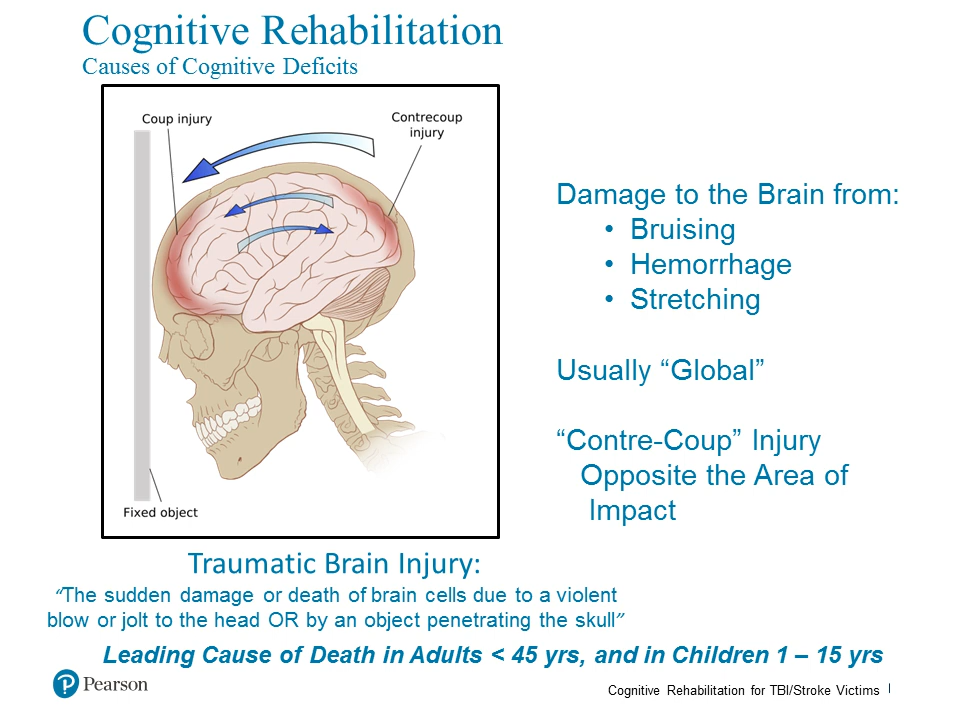 Cognitive Rehabilitation
Causes of Cognitive Deficits
Coup injury
Contrecoup
injury
Fixed object
Damage to the Brain from:
• Bruising
• Hemorrhage
• Stretching
Usually “Global”
“Contre-Coup” Injury
Opposite the Area of
Impact
Traumatic Brain Injury:
“The sudden damage or death of brain cells due to a violent
blow or jolt to the head OR by an object penetrating the skull”
Leading Cause of Death in Adults < 45 yrs, and in Children 1 – 15 yrs
P Pearson
Cognitive Rehabilitation for TBI/Stroke Victims |